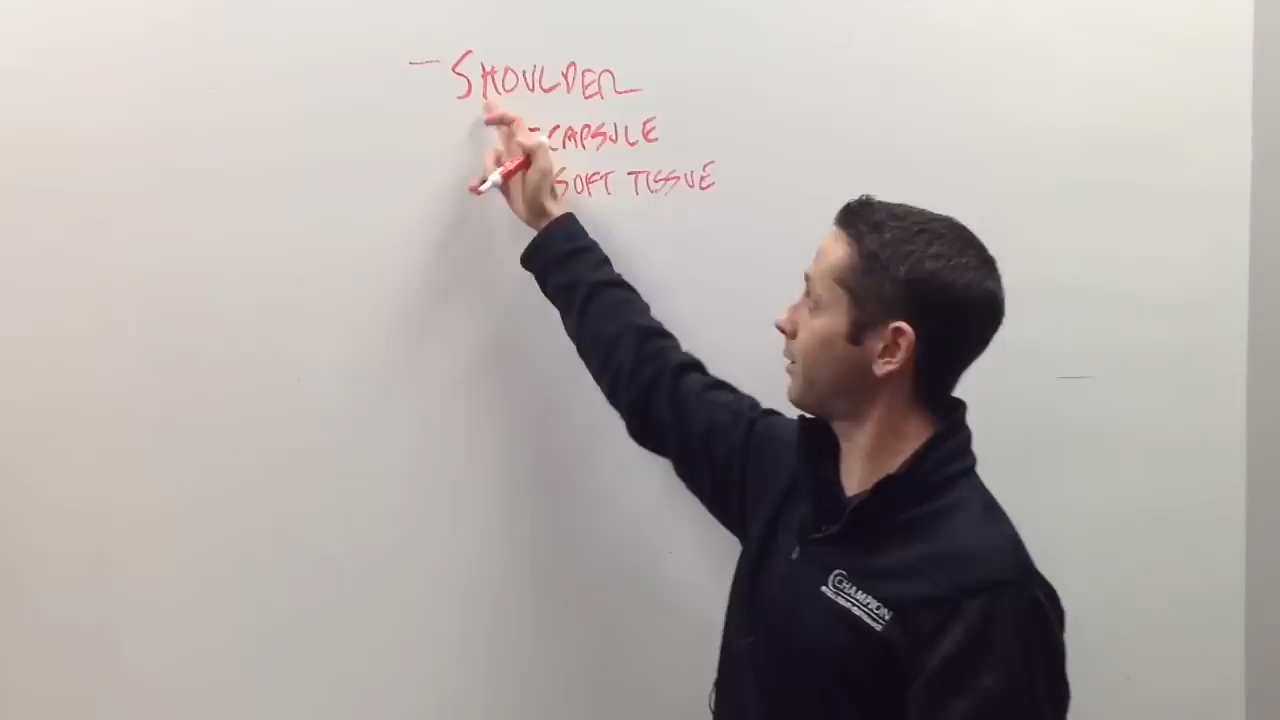 - SHOULDER
- CAPSULE
SOFT TISSUE
CHAMPION